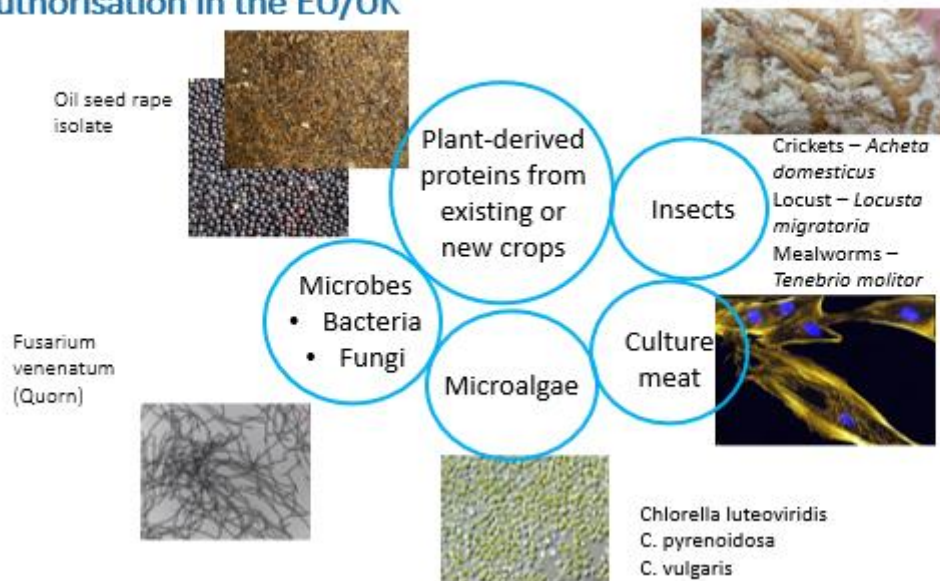 uthorisation in the EU/UK
Oil seed rape
isolate
Plant-derived
proteins from
existing or
new crops
Insects
Crickets – Acheta
domesticus
Locust – Locusta
migratoria
Mealworms –
Tenebrio molitor
Microbes
• Bacteria
• Fungi
Fusarium
venenatum
(Quorn)
Microalgae
Culture
meat
Chlorella luteoviridis
C. pyrenoidosa
C. vulgaris